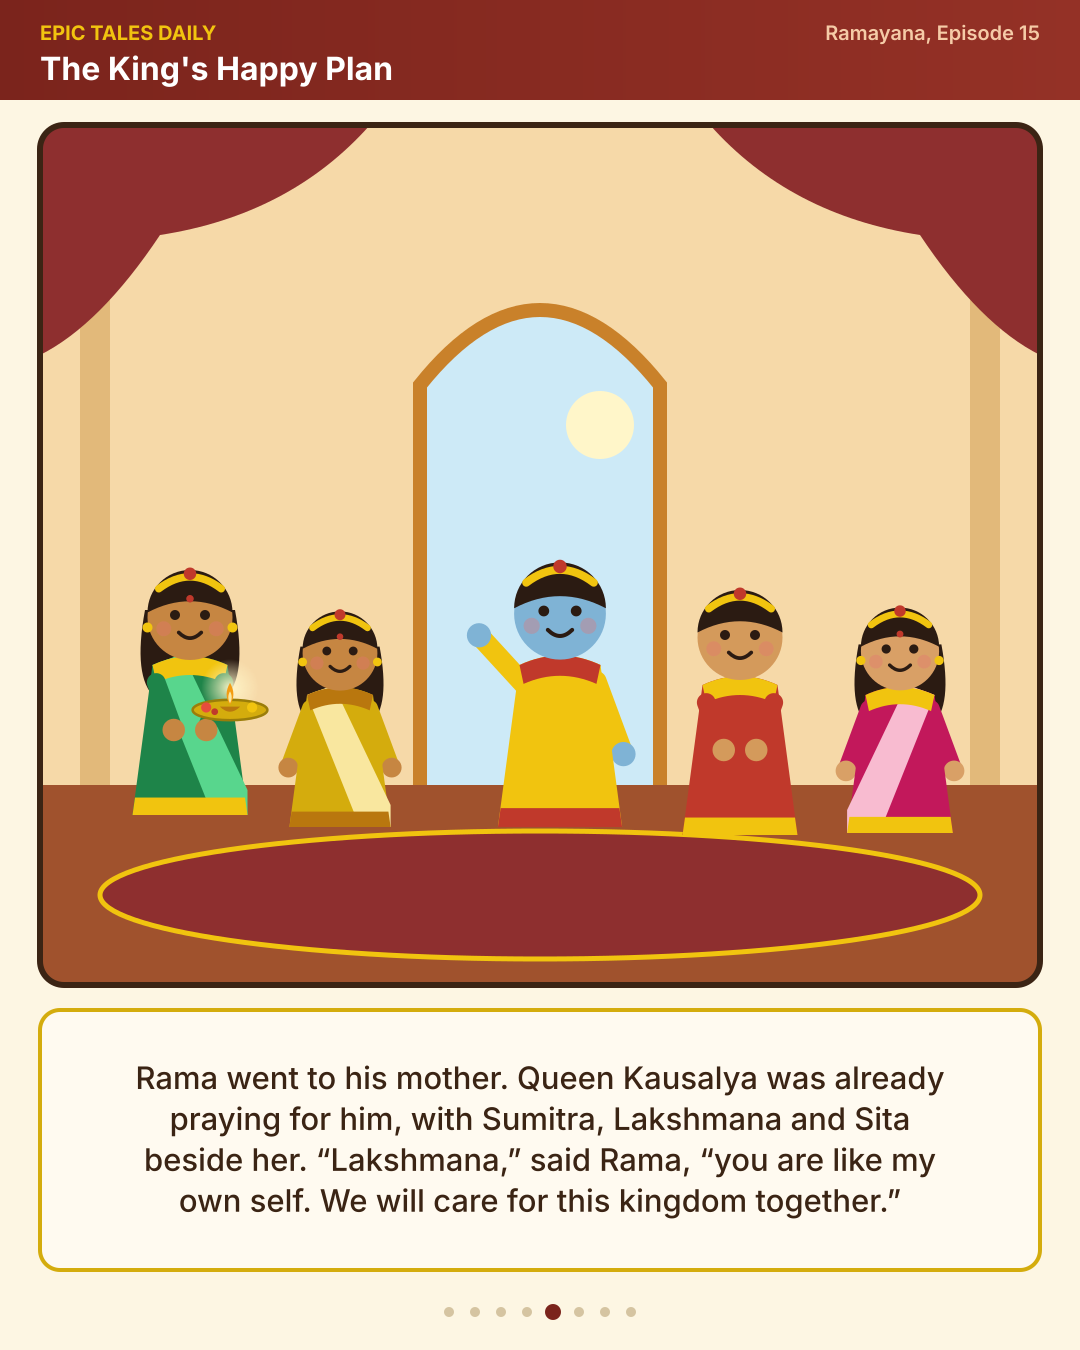 EPIC TALES DAILY
Ramayana, Episode 15
The King's Happy Plan
Rama went to his mother. Queen Kausalya was already
praying for him, with Sumitra, Lakshmana and Sita
beside her. “Lakshmana,” said Rama, “you are like my
own self. We will care for this kingdom together.”